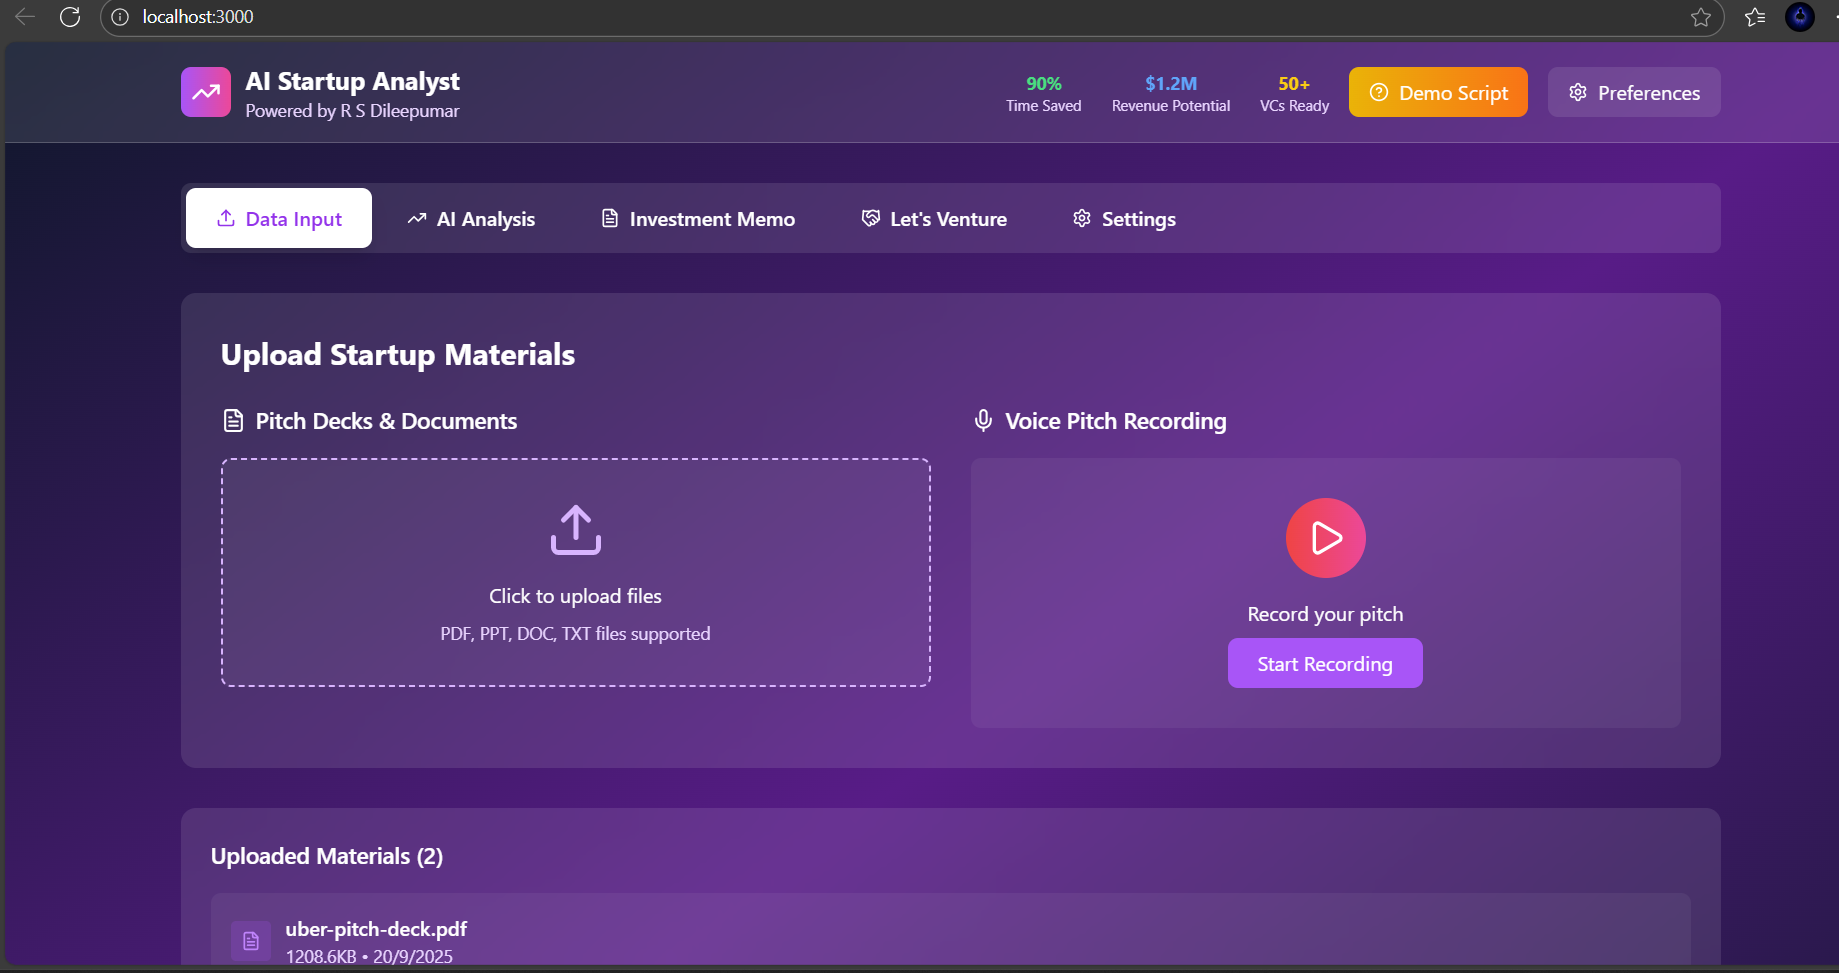 localhost:3000
AI Startup Analyst
Powered by R S Dileepumar
90%
Time Saved
$1.2M
Revenue Potential
50+
VCs Ready
Demo Script
Preferences
Data Input
AI Analysis
Investment Memo
Let's Venture
Settings
Upload Startup Materials
Pitch Decks & Documents
Click to upload files
PDF, PPT, DOC, TXT files supported
Voice Pitch Recording
Record your pitch
Start Recording
Uploaded Materials (2)
uber-pitch-deck.pdf
1208.6KB • 20/9/2025